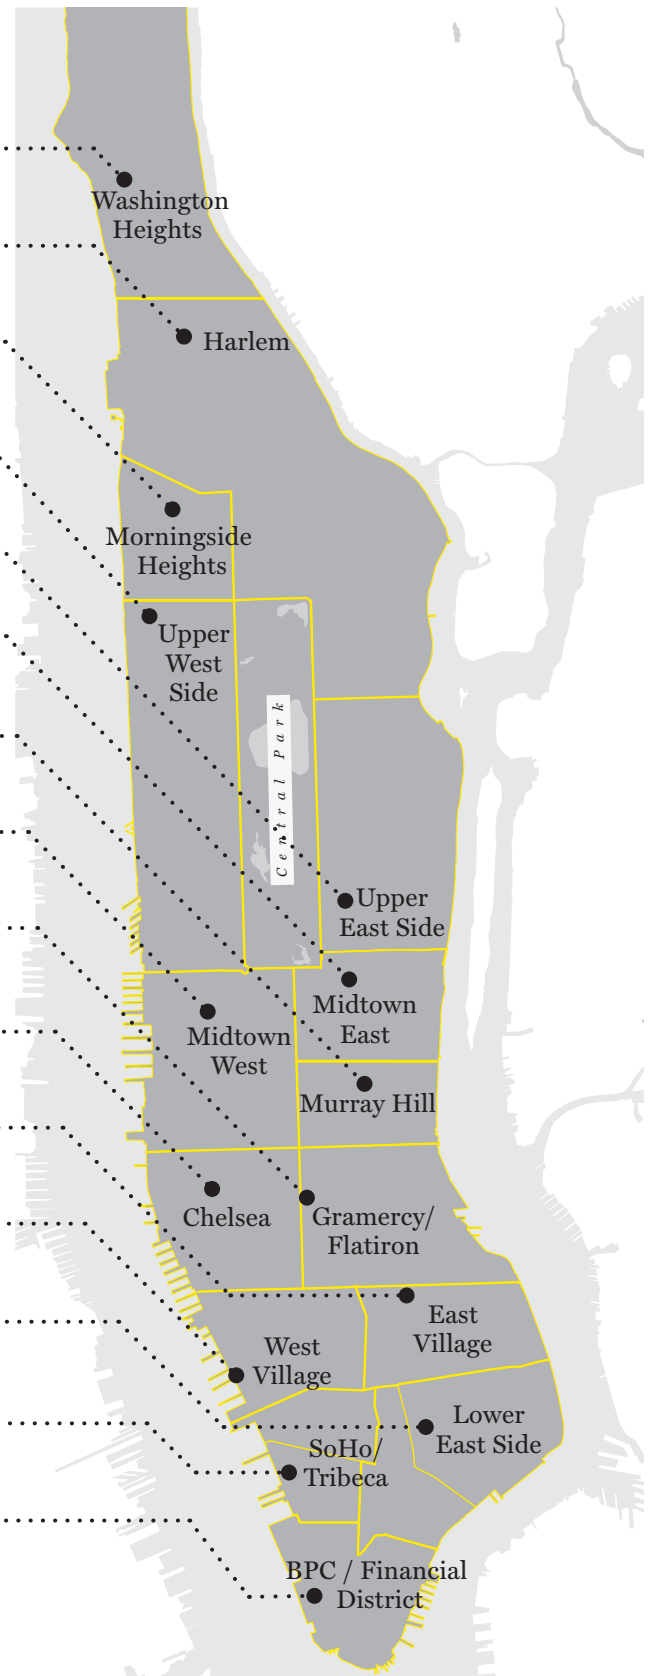 Washington
Heights
Harlem
Morningside
Heights
Upper
West
Side
Central Park
Upper
East Side
Midtown
East
Midtown
West
Murray Hill
Chelsea
Gramercy/
Flatiron
East
Village
West
Village
Lower
East Side
SoHo/
Tribeca
BPC / Financial
District